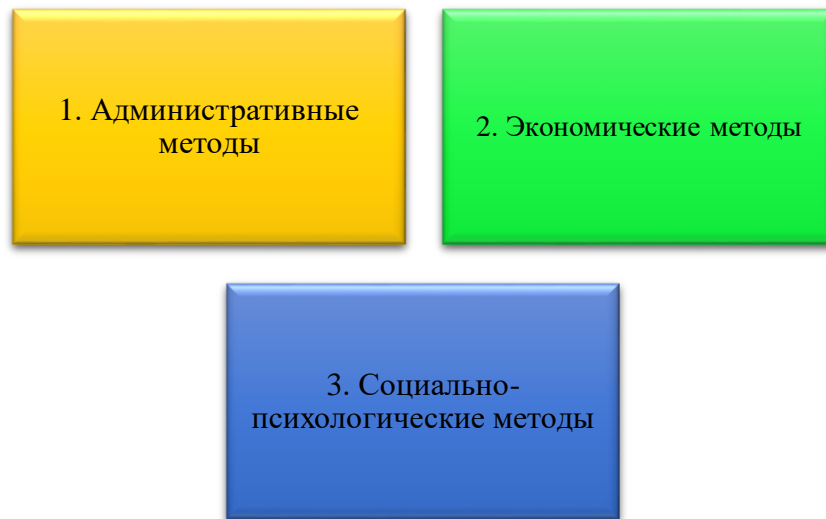 1. Административные
методы
2. Экономические методы
3. Социально-
психологические методы